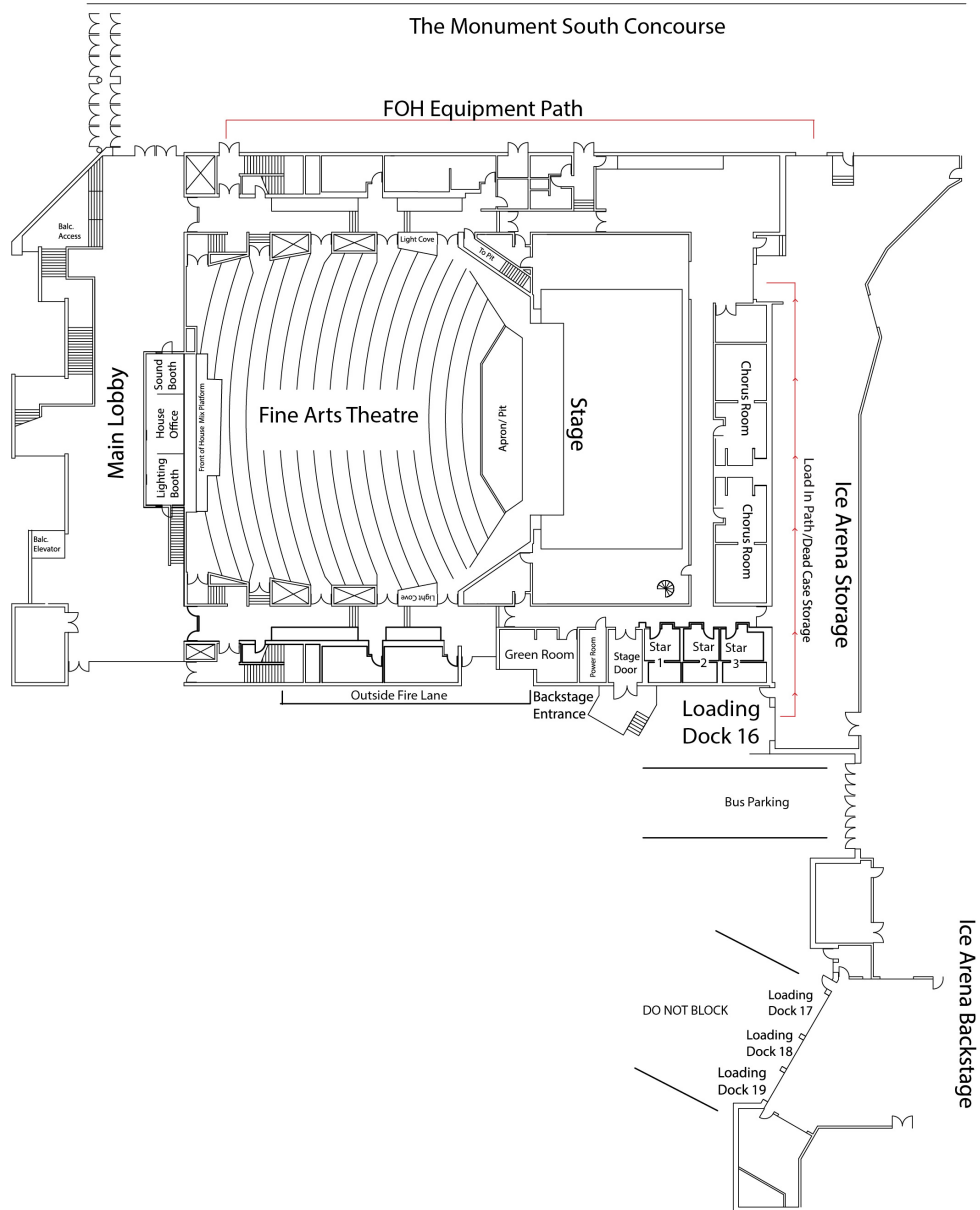 The Monument South Concourse
FOH Equipment Path
Balc.
Access
Light Cove
To Pit
Main Lobby
Sound
Booth
House
Office
Lighting
Booth
Front of House Mix Platform
Fine Arts Theatre
Apron/ Pit
Stage
Chorus Room
Chorus Room
Load In Path/Dead Case Storage
Ice Arena Storage
Balc.
Elevator
Light Cove
Green Room
Power Room
Stage
Door
Star
1
Star
2
Star
3
Outside Fire Lane
Backstage
Entrance
Loading
Dock 16
Bus Parking
Ice Arena Backstage
DO NOT BLOCK
Loading
Dock 17
Loading
Dock 18
Loading
Dock 19